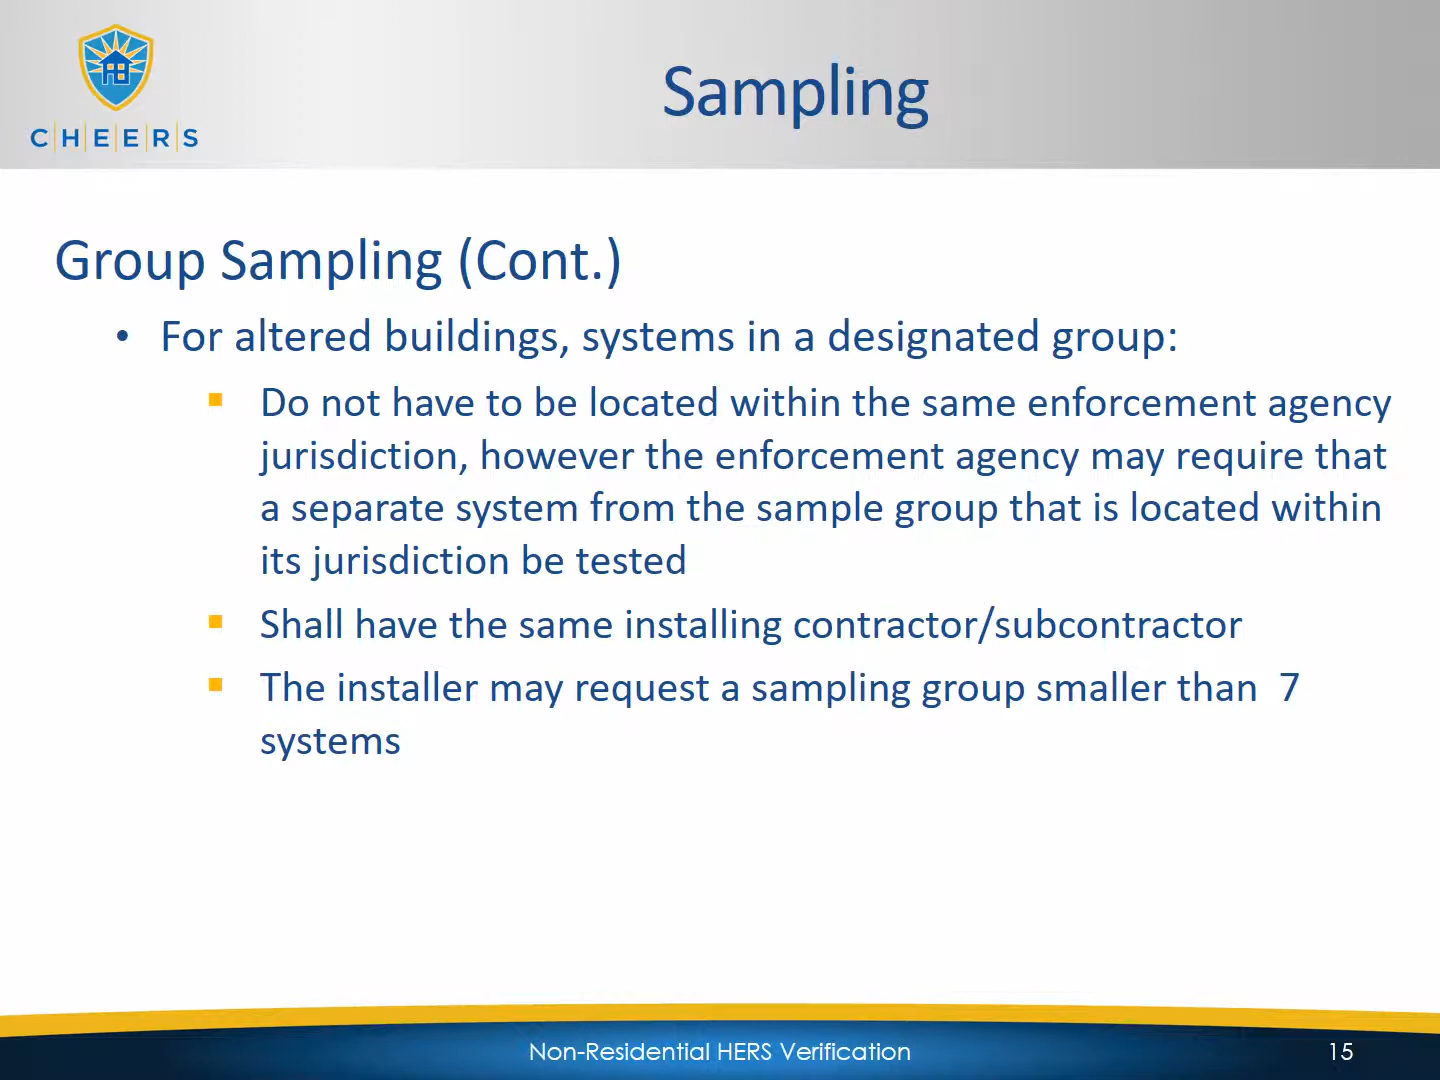 CHEERS
Sampling
Group Sampling (Cont.)
• For altered buildings, systems in a designated group:
▪ Do not have to be located within the same enforcement agency
jurisdiction, however the enforcement agency may require that
a separate system from the sample group that is located within
its jurisdiction be tested
▪ Shall have the same installing contractor/subcontractor
▪ The installer may request a sampling group smaller than 7
systems
Non-Residential HERS Verification
15